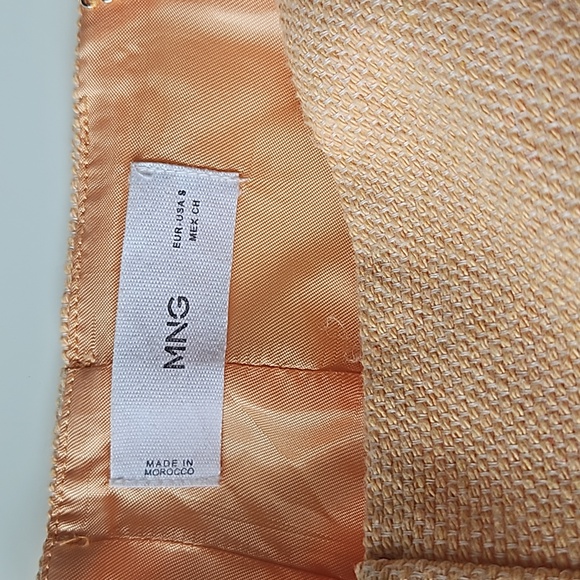 EUR-USA S
MEX-CH
MNG
MADE IN
MOROCCO